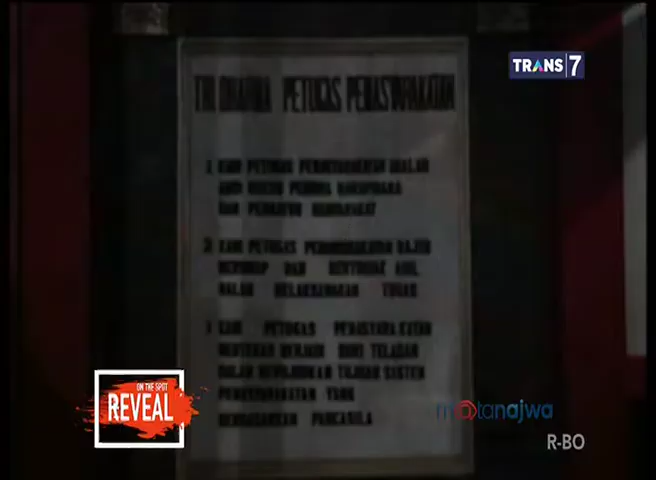 TRANS7
TRI DHARMA PETUGAS PEMASYARAKATAN
1 KAMI PETUGAS PEMASYARAKATAN ADALAH
ABDI HUKUM PEMBINA NARAPIDANA
DAN PENGAYOM MASYARAKAT
2 KAMI PETUGAS PEMASYARAKATAN WAJIB
BERSIKAP DAN BERTINDAK ADIL
DALAM PELAKSANAAN TUGAS
3 KAMI PETUGAS PEMASYARAKATAN
BERTEKAD MENJADI SURI TELADAN
DALAM MEWUJUDKAN TUJUAN SISTEM
PEMASYARAKATAN YANG
BERDASARKAN PANCASILA
ON THE SPOT
REVEAL
matanajwa
R-BO